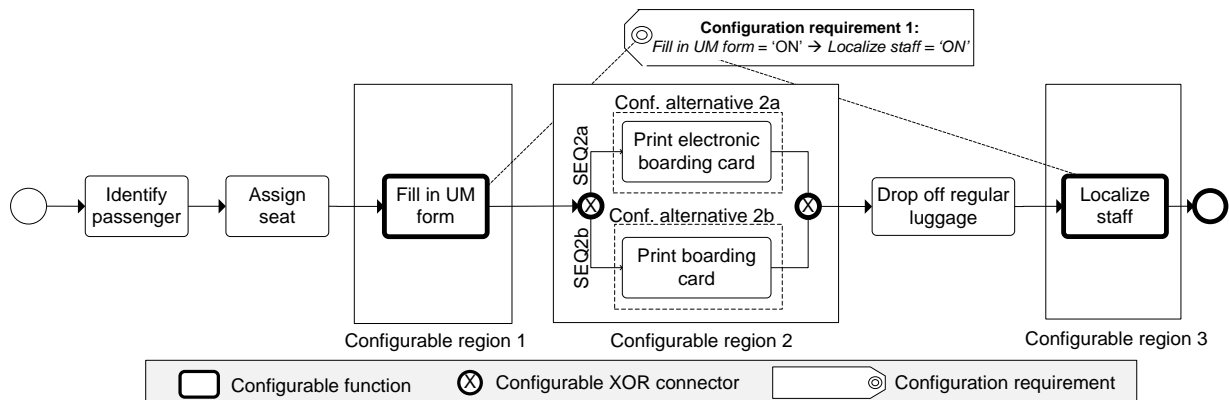 Configuration requirement 1:
Fill in UM form = ‘ON’ → Localize staff = ‘ON’
Conf. alternative 2a
SEQ2a
Print electronic
boarding card
Identify
passenger
Assign
seat
Fill in UM
form
X
X
Drop off regular
luggage
Localize
staff
Conf. alternative 2b
SEQ2b
Print boarding
card
Configurable region 1
Configurable region 2
Configurable region 3
Configurable function
X
Configurable XOR connector
Configuration requirement